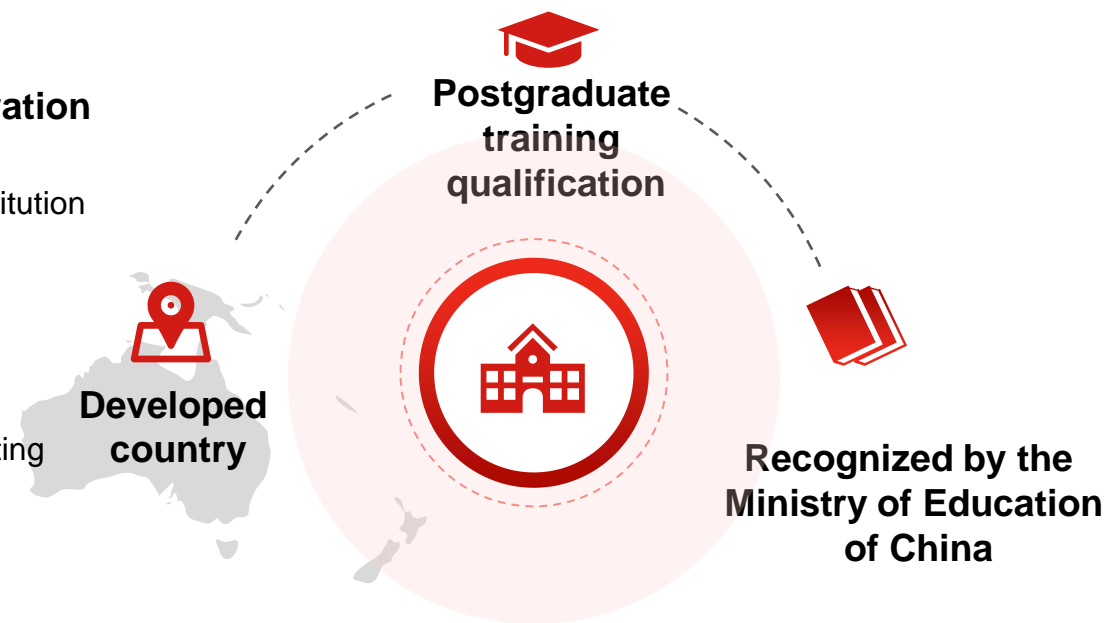 ation
itution
ting
Postgraduate
training
qualification
Developed
country
Recognized by the
Ministry of Education
of China